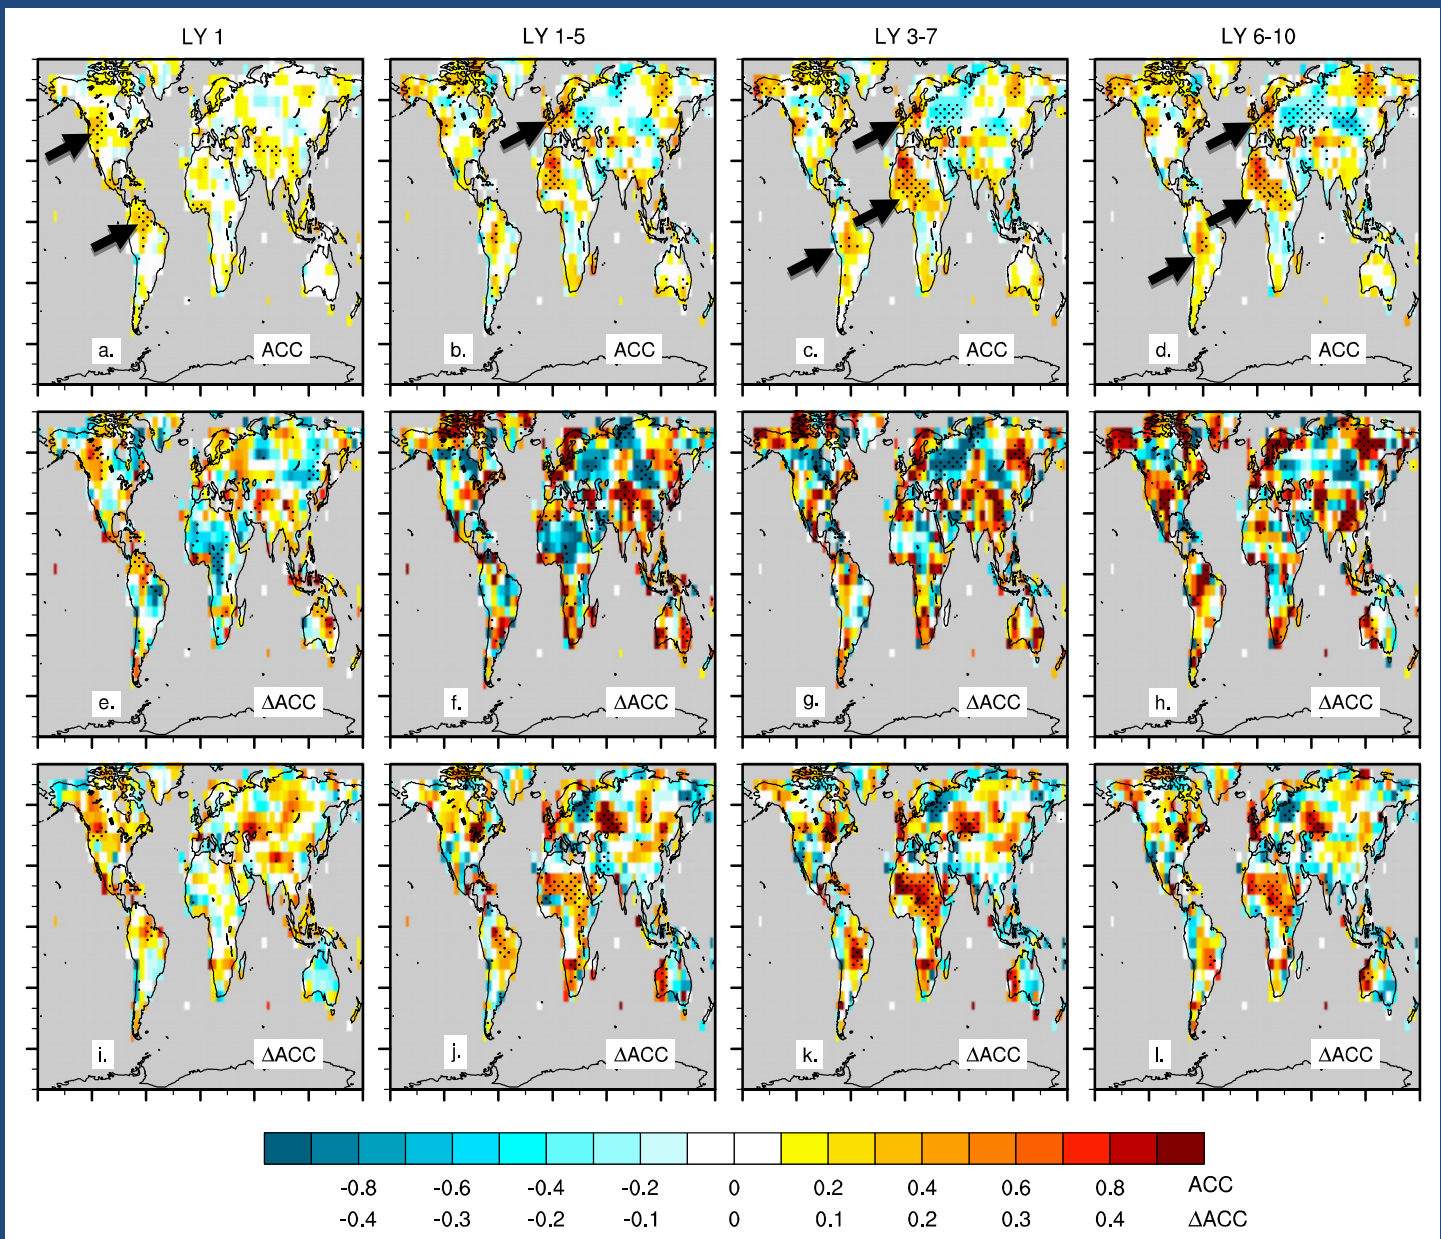 LY 1 LY 1-5 LY 3-7 LY 6-10
a. ACC b. ACC c. ACC d. ACC
e. ΔACC f. ΔACC g. ΔACC h. ΔACC
i. ΔACC j. ΔACC k. ΔACC l. ΔACC
-0.8 -0.6 -0.4 -0.2 0 0.2 0.4 0.6 0.8 ACC
-0.4 -0.3 -0.2 -0.1 0 0.1 0.2 0.3 0.4 ΔACC